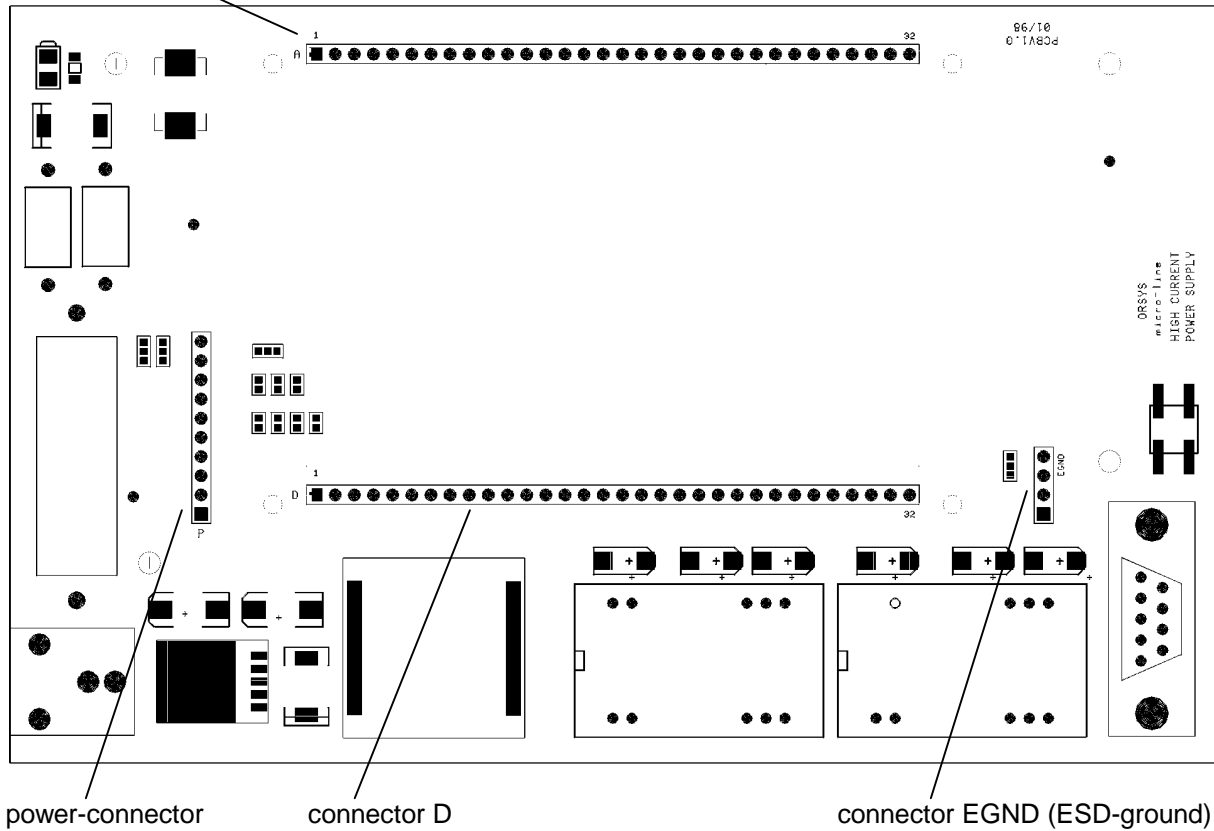 1
32
A
PCBV1.0
01/98
ORSYS
micro-line
HIGH CURRENT
POWER SUPPLY
1
D
32
EGND
P
+ + + + + +
+ + + + + +
+ +
power-connector
connector D
connector EGND (ESD-ground)